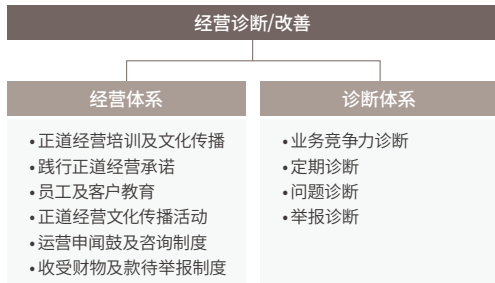 经营诊断/改善
经营体系
•正道经营培训及文化传播
•践行正道经营承诺
•员工及客户教育
•正道经营文化传播活动
•运营申闻鼓及咨询制度
•收受财物及款待举报制度
诊断体系
•业务竞争力诊断
•定期诊断
•问题诊断
•举报诊断